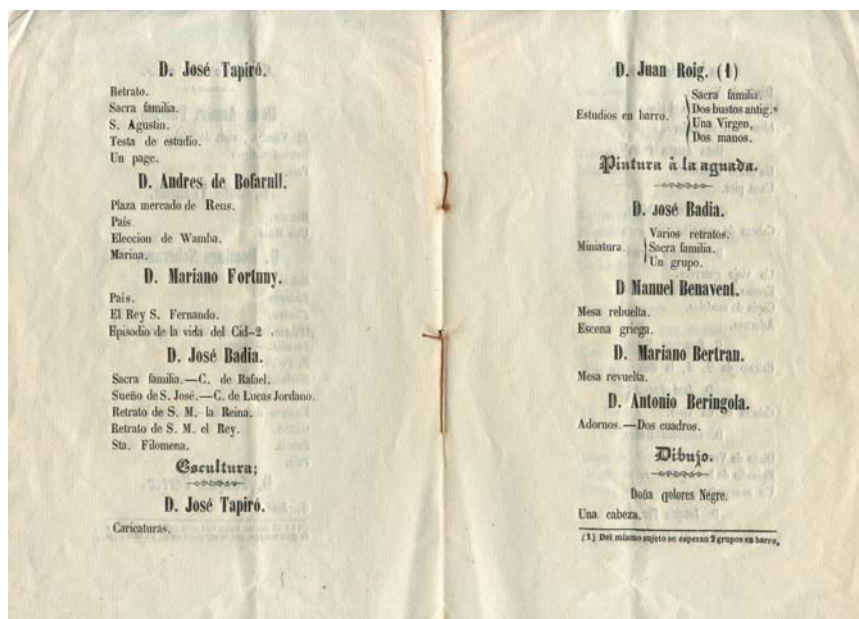 D. José Tapiró.
Retrato.
Sacra familia.
S. Agustin.
Testa de estudio.
Un page.
D. Andres de Bofarull.
Plaza mercado de Reus.
País.
Eleccion de Wamba.
Marina.
D. Mariano Fortuny.
País.
El Rey S. Fernando.
Episodio de la vida del Cid-2
D. José Badia.
Sacra familia.—C. de Rafael.
Sueño de S. José.—C. de Lucas Jordano.
Retrato de S. M. la Reina.
Retrato de S. M. el Rey.
Sta. Filomena.
Escultura;
D. José Tapiró.
Caricaturas.
D. Juan Roig. (1)
Estudios en barro.
Sacra familia.
Dos bustos antig.s
Una Virgen,
Dos manos.
Pintura à la aguada.
D. José Badia.
Miniatura.
Varios retratos.
Sacra familia.
Un grupo.
D Manuel Benavent.
Mesa rebuelta.
Escena griega.
D. Mariano Bertran.
Mesa revuelta.
D. Antonio Beringola.
Adornos.—Dos cuadros.
Dibujo.
Doña qolores Negre.
Una cabeza.
(1) Del mismo sujeto se esperan 2 grupos en barro,